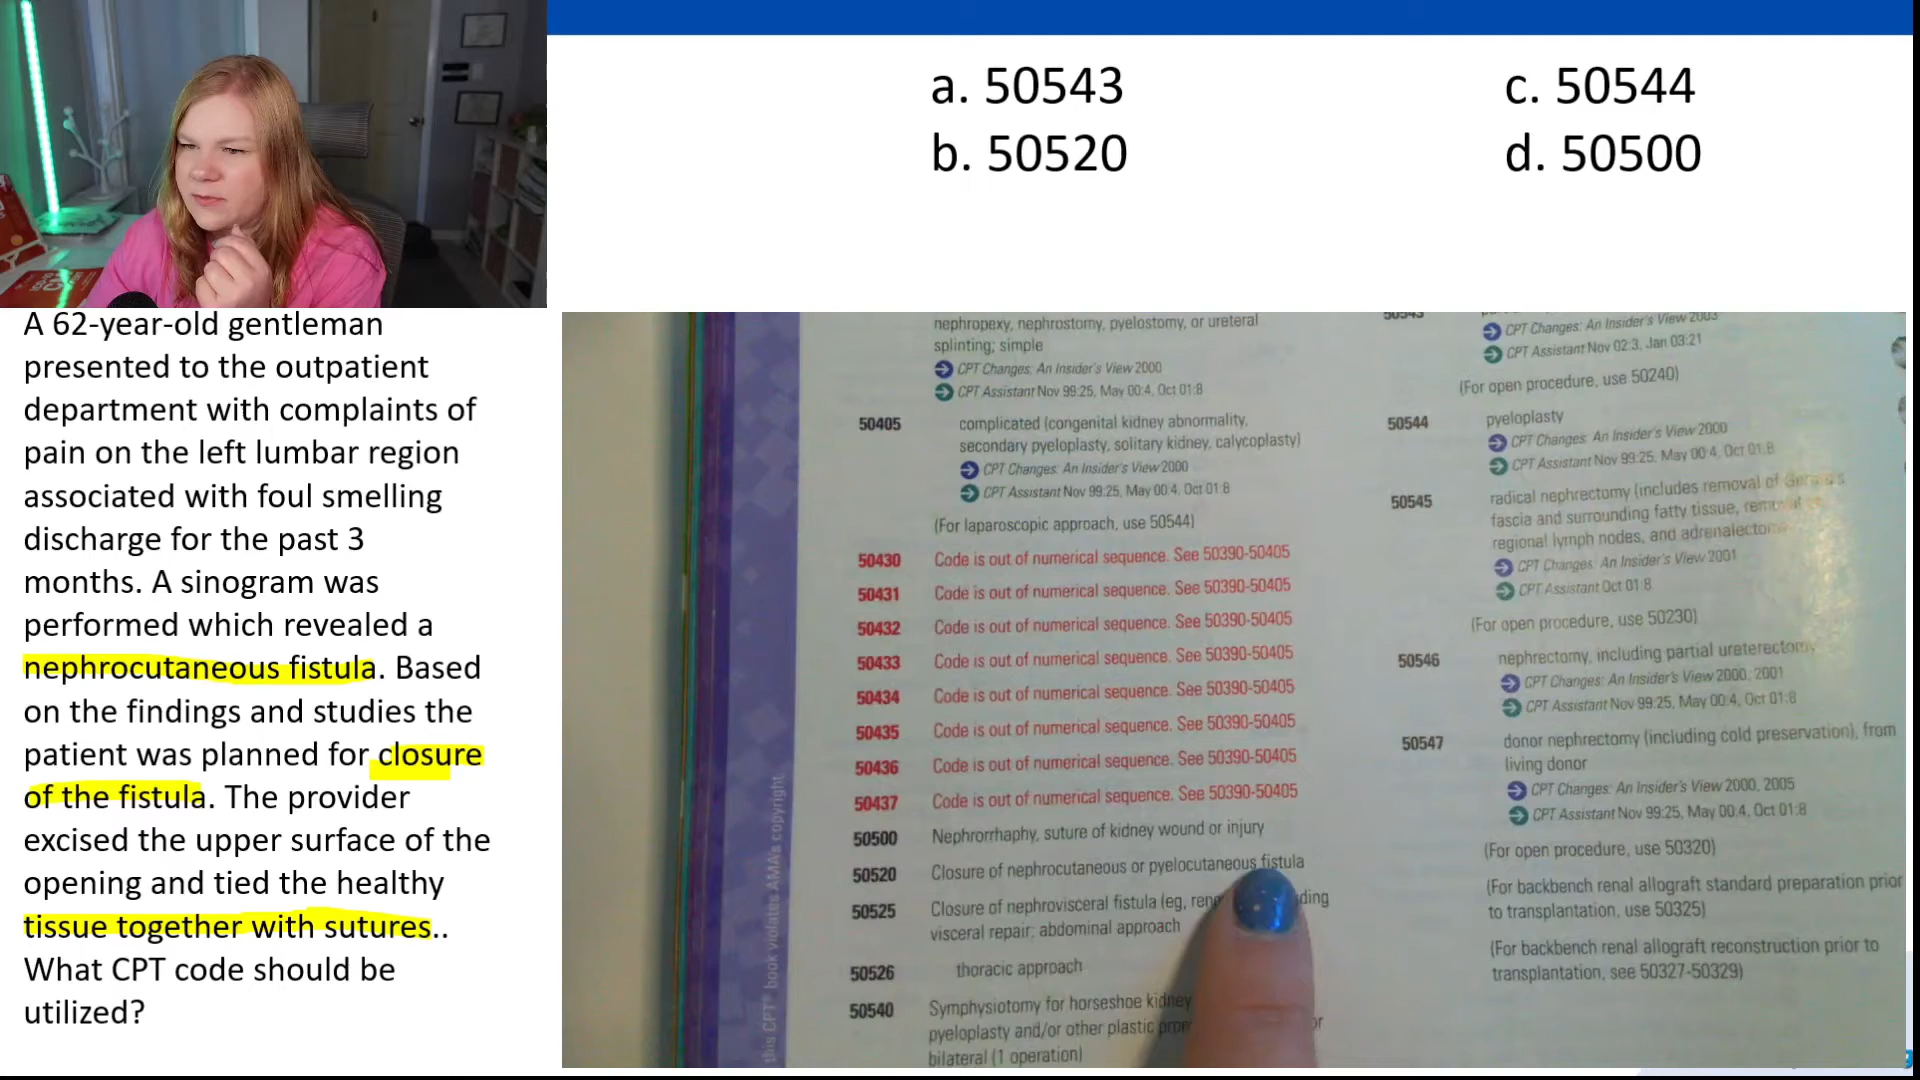 a. 50543
b. 50520
c. 50544
d. 50500
A 62-year-old gentleman
presented to the outpatient
department with complaints of
pain on the left lumbar region
associated with foul smelling
discharge for the past 3
months. A sinogram was
performed which revealed a
nephrocutaneous fistula. Based
on the findings and studies the
patient was planned for closure
of the fistula. The provider
excised the upper surface of the
opening and tied the healthy
tissue together with sutures..
What CPT code should be
utilized?
this CPT® book violates AMA's copyright.
nephropexy, nephrostomy, pyelostomy, or ureteral
splinting; simple
CPT Changes: An Insider's View 2000
CPT Assistant Nov 99:25, May 00:4, Oct 01:8
50405 complicated (congenital kidney abnormality,
secondary pyeloplasty, solitary kidney, calycoplasty)
CPT Changes: An Insider's View 2000
CPT Assistant Nov 99:25, May 00:4, Oct 01:8
(For laparoscopic approach, use 50544)
50430 Code is out of numerical sequence. See 50390-50405
50431 Code is out of numerical sequence. See 50390-50405
50432 Code is out of numerical sequence. See 50390-50405
50433 Code is out of numerical sequence. See 50390-50405
50434 Code is out of numerical sequence. See 50390-50405
50435 Code is out of numerical sequence. See 50390-50405
50436 Code is out of numerical sequence. See 50390-50405
50437 Code is out of numerical sequence. See 50390-50405
50500 Nephrorrhaphy, suture of kidney wound or injury
50520 Closure of nephrocutaneous or pyelocutaneous fistula
50525 Closure of nephrovisceral fistula (eg,
visceral repair; abdominal approach
50526 thoracic approach
50540 Symphysiotomy for horseshoe kidney
pyeloplasty and/or other plastic
bilateral (1 operation)
50543
CPT Changes: An Insider's View 2003
CPT Assistant Nov 02:3, Jan 03:21
(For open procedure, use 50240)
50544 pyeloplasty
CPT Changes: An Insider's View 2000
CPT Assistant Nov 99:25, May 00:4, Oct 01:8
50545 radical nephrectomy (includes removal of Gerota's
fascia and surrounding fatty tissue, removal of
regional lymph nodes, and adrenalectomy)
CPT Changes: An Insider's View 2001
CPT Assistant Oct 01:8
(For open procedure, use 50230)
50546 nephrectomy, including partial ureterectomy
CPT Changes: An Insider's View 2000, 2001
CPT Assistant Nov 99:25, May 00:4, Oct 01:8
50547 donor nephrectomy (including cold preservation), from
living donor
CPT Changes: An Insider's View 2000, 2005
CPT Assistant Nov 99:25, May 00:4, Oct 01:8
(For open procedure, use 50320)
(For backbench renal allograft standard preparation prior
to transplantation, use 50325)
(For backbench renal allograft reconstruction prior to
transplantation, see 50327-50329)